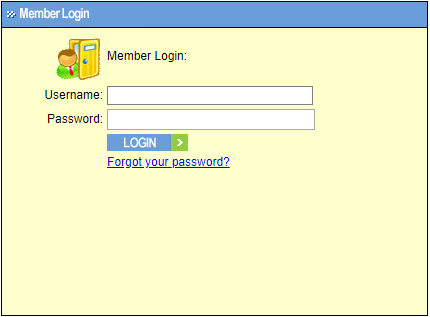 Member Login
Member Login:
Username:
Password:
LOGIN
Forgot your password?